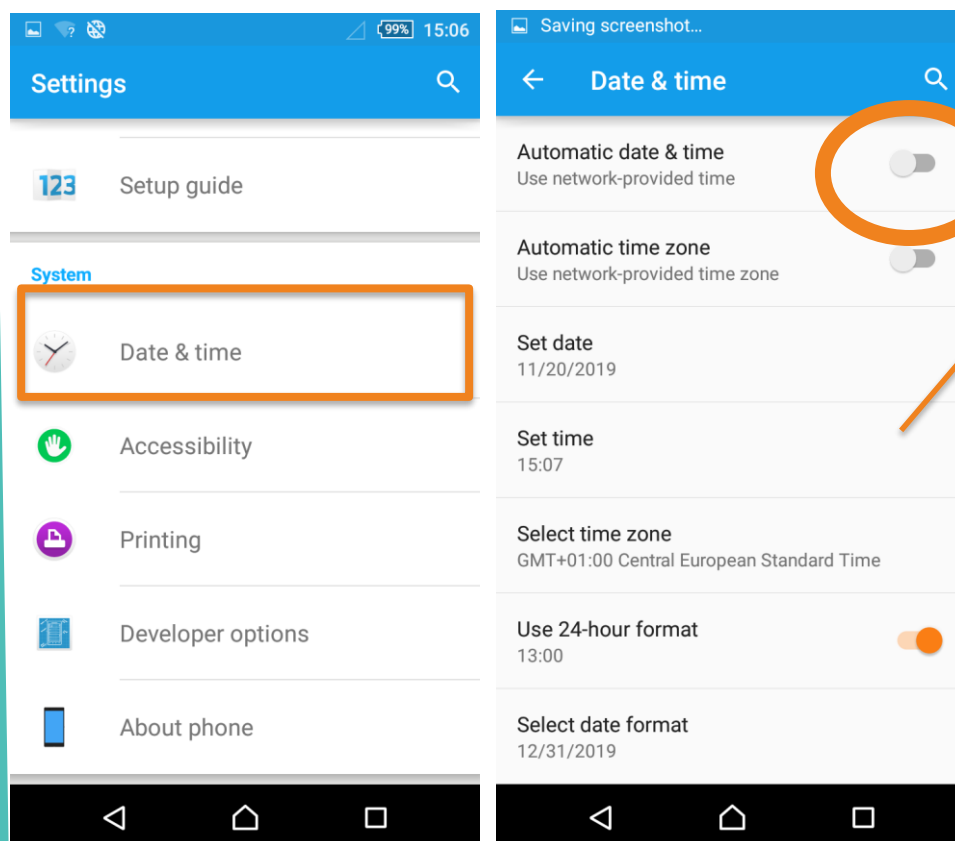 99% 15:06
Settings
123 Setup guide
System
Date & time
Accessibility
Printing
Developer options
About phone
Saving screenshot...
Date & time
Automatic date & time
Use network-provided time
Automatic time zone
Use network-provided time zone
Set date
11/20/2019
Set time
15:07
Select time zone
GMT+01:00 Central European Standard Time
Use 24-hour format
13:00
Select date format
12/31/2019